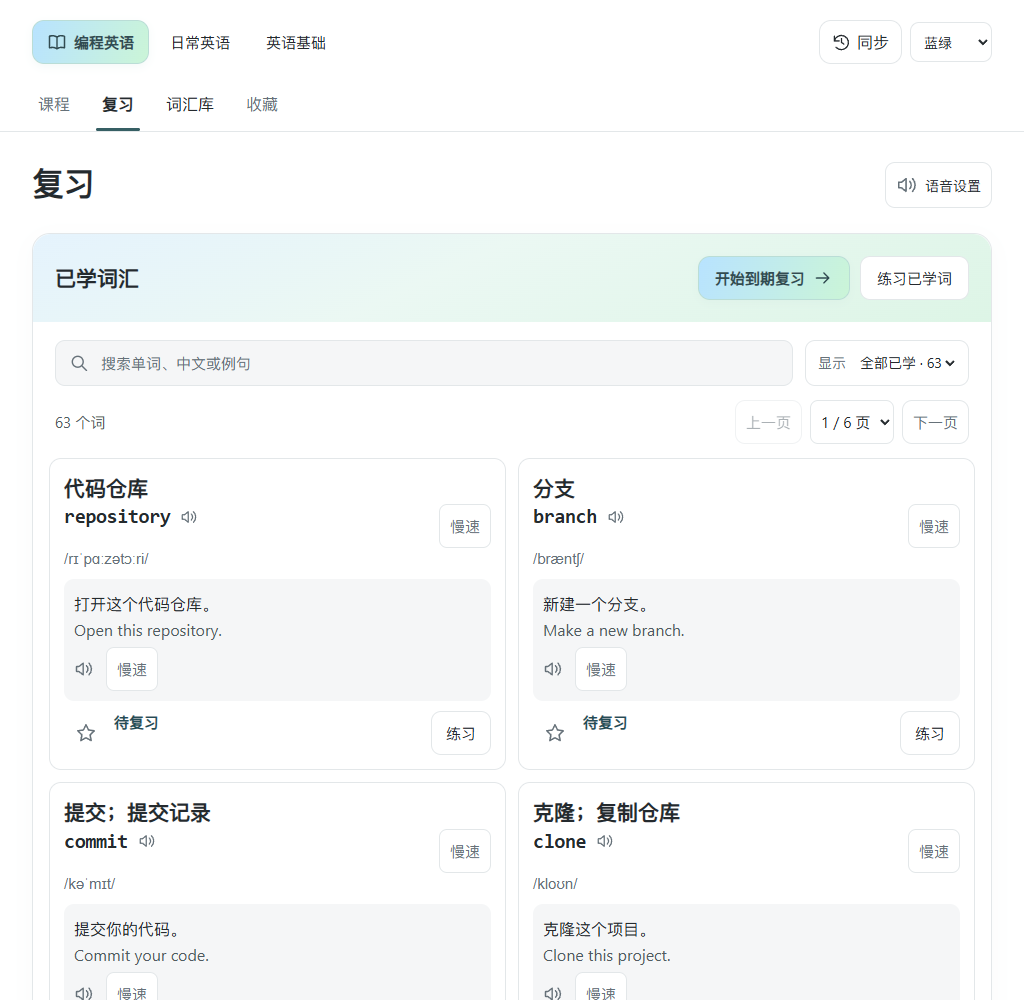 编程英语 日常英语 英语基础 同步 蓝绿
课程 复习 词汇库 收藏
复习 语音设置
已学词汇 开始到期复习 → 练习已学词
搜索单词、中文或例句 显示 全部已学 · 63
63 个词 上一页 1 / 6 页 下一页
代码仓库
repository 慢速
/rɪˈpɑːzətɔːri/
打开这个代码仓库。
Open this repository.
慢速
待复习 练习
分支
branch 慢速
/bræntʃ/
新建一个分支。
Make a new branch.
慢速
待复习 练习
提交；提交记录
commit 慢速
/kəˈmɪt/
提交你的代码。
Commit your code.
慢速
克隆；复制仓库
clone 慢速
/kloʊn/
克隆这个项目。
Clone this project.
慢速